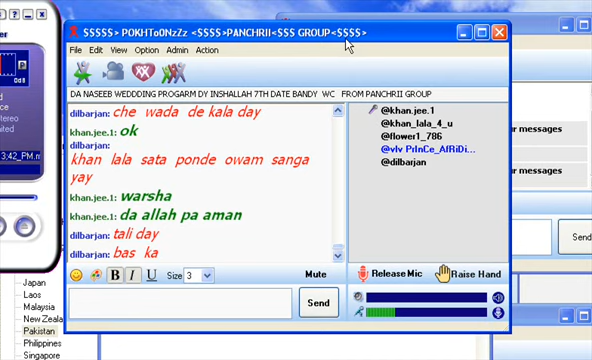 $$$$$> POKHToONzZz <$$$$>PANCHRII<$$$ GROUP<$$$$>
File Edit View Option Admin Action
DA NASEEB WEDDDING PROGARM DY INSHALLAH 7TH DATE BANDY WC FROM PANCHRII GROUP
dilbarjan: che wada de kala day
khan.jee.1: ok
dilbarjan:
khan lala sata ponde owam sanga
yay
khan.jee.1: warsha
khan.jee.1: da allah pa aman
dilbarjan: tali day
dilbarjan: bas ka
@khan.jee.1
@khan_lala_4_u
@flower1_786
@vlv PrInCe_AfRiDi...
@dilbarjan
B I U Size 3 Mute
Release Mic Raise Hand
Send
ur messages
messages
Send
3:42_PM.m
Japan
Laos
Malaysia
New Zeala
Pakistan
Philippines
Singapore